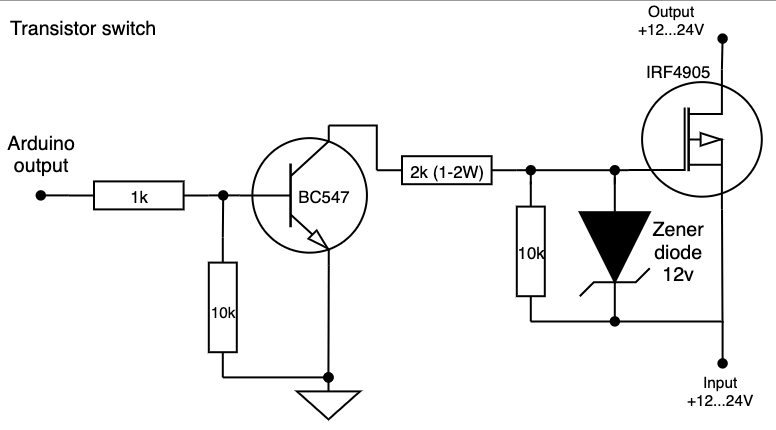 Transistor switch
Output
+12...24V
IRF4905
Arduino
output
1k
BC547
2k (1-2W)
10k
Zener
diode
12v
10k
Input
+12...24V